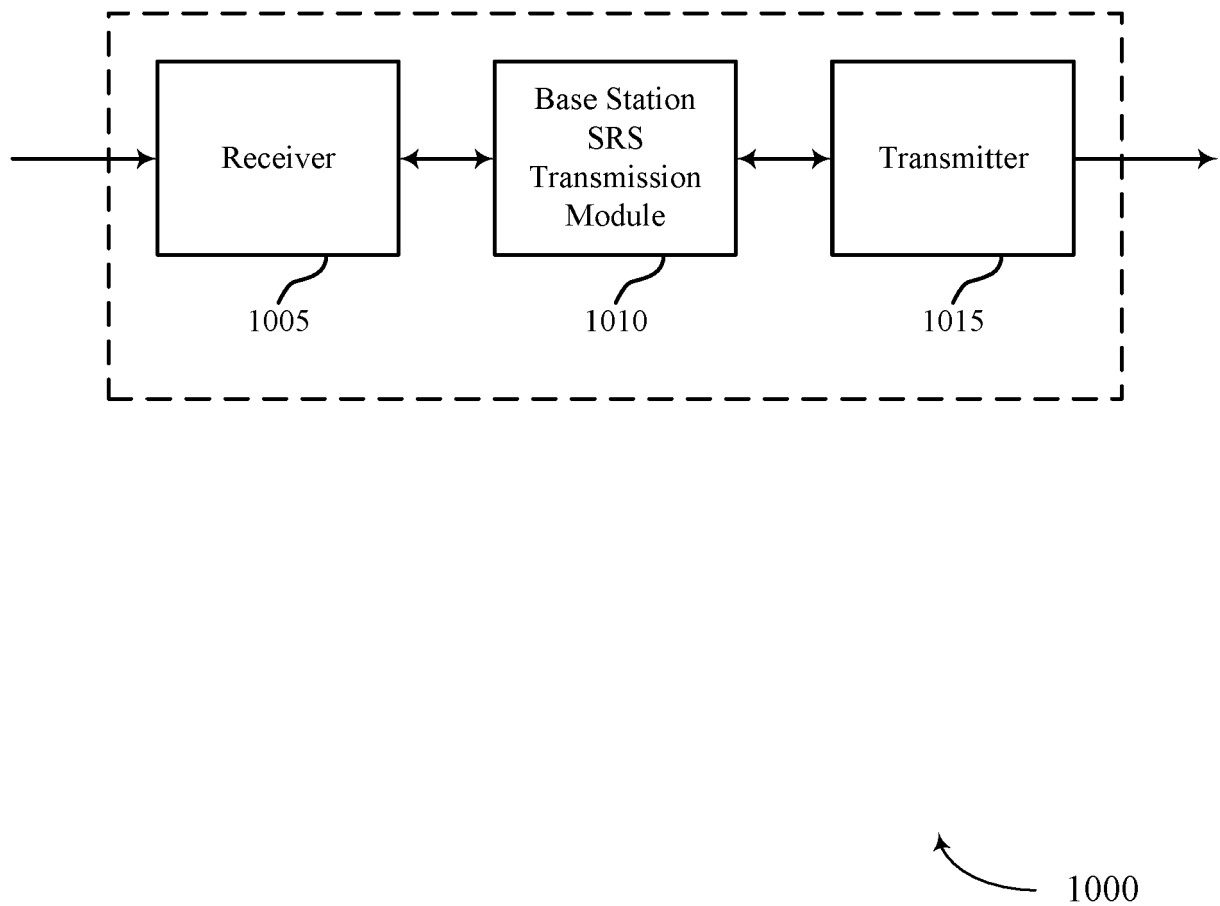 Receiver
Base Station
SRS
Transmission
Module
Transmitter
1005
1010
1015
1000